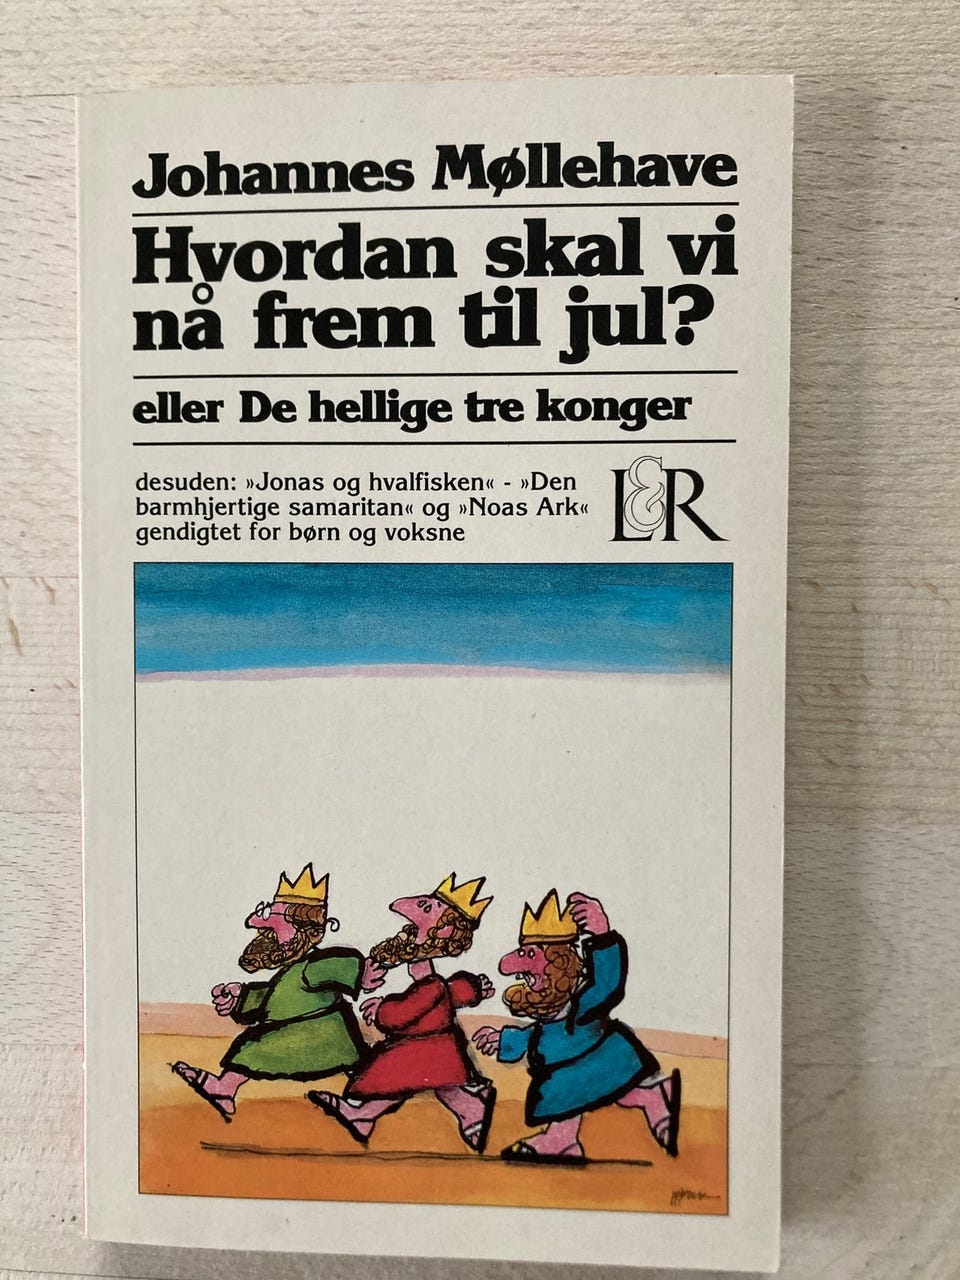 Johannes Møllehave
Hvordan skal vi
nå frem til jul?
eller De hellige tre konger
desuden: »Jonas og hvalfisken« - »Den
barmhjertige samaritan« og »Noas Ark«
gendigtet for børn og voksne
L&R